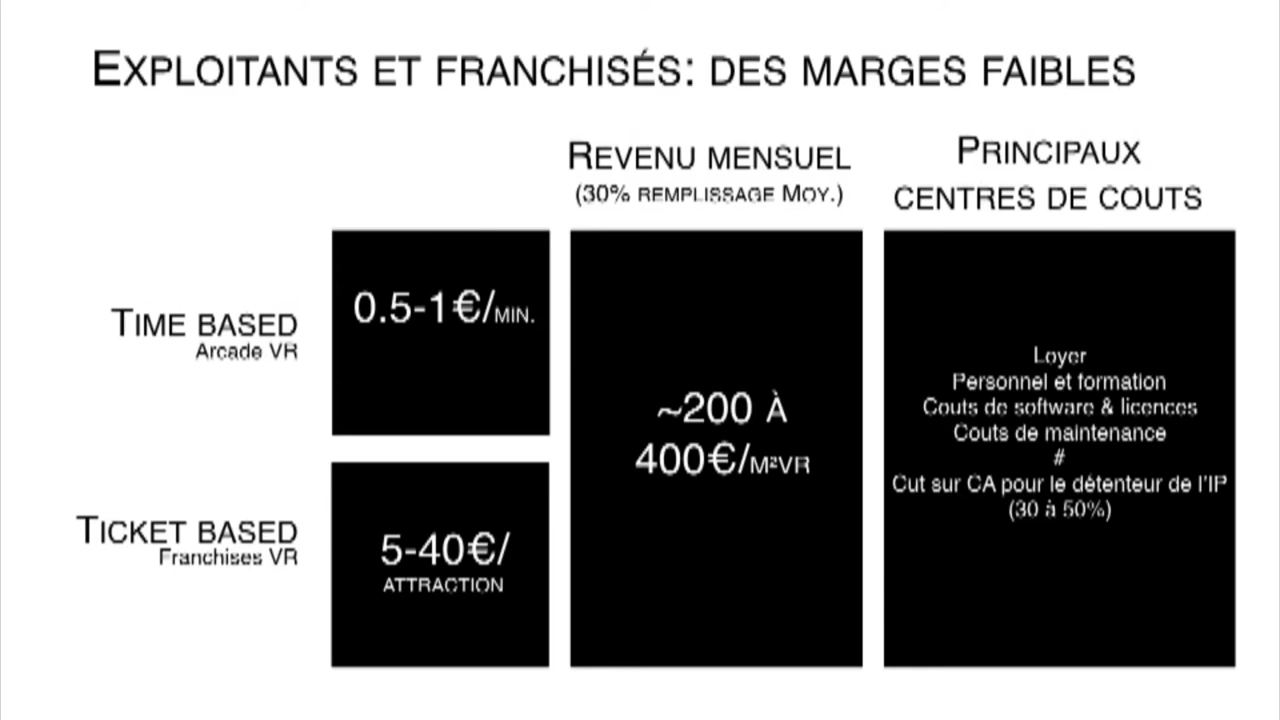 EXPLOITANTS ET FRANCHISÉS: DES MARGES FAIBLES
REVENU MENSUEL
(30% REMPLISSAGE MOY.)
PRINCIPAUX
CENTRES DE COUTS
TIME BASED
Arcade VR
0.5-1€/MIN.
TICKET BASED
Franchises VR
5-40€/
ATTRACTION
~200 À
400€/M²VR
Loyer
Personnel et formation
Couts de software & licences
Couts de maintenance
#
Cut sur CA pour le détenteur de l'IP
(30 à 50%)